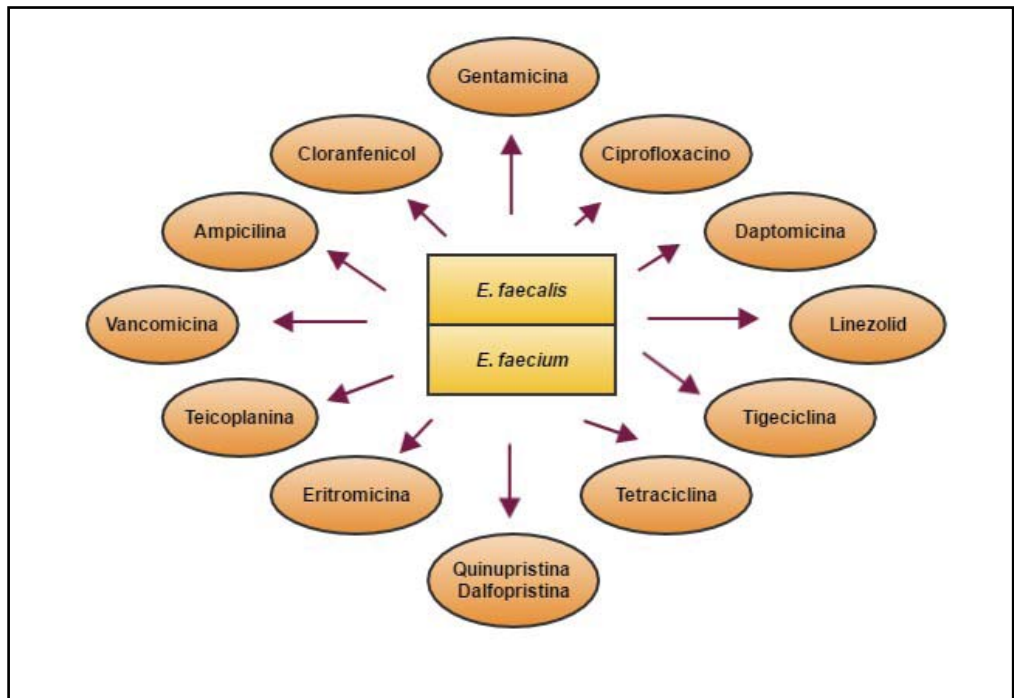 Gentamicina
Cloranfenicol
Ciprofloxacino
Ampicilina
Daptomicina
E. faecalis
Vancomicina
Linezolid
E. faecium
Teicoplanina
Tigeciclina
Eritromicina
Tetraciclina
Quinupristina
Dalfopristina